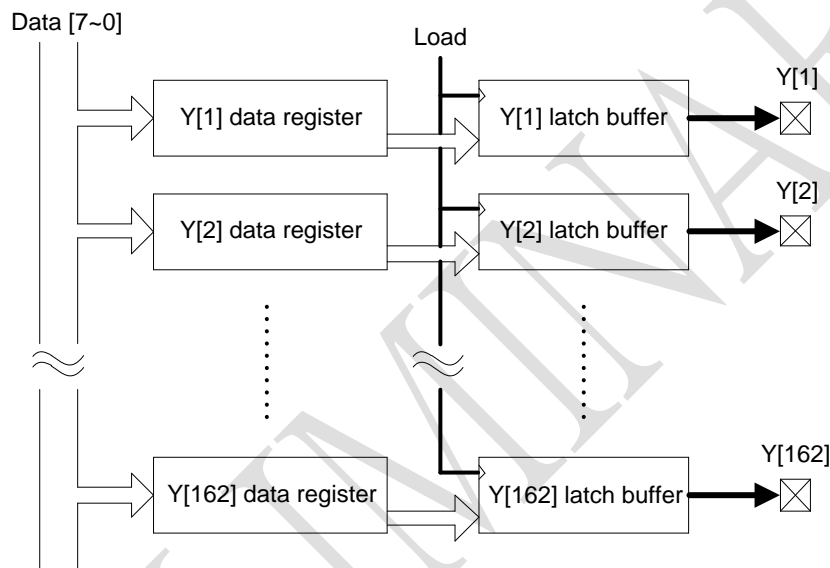 Data [7~0]
Load
Y[1]
Y[1] data register
Y[1] latch buffer
Y[2]
Y[2] data register
Y[2] latch buffer
Y[162]
Y[162] data register
Y[162] latch buffer